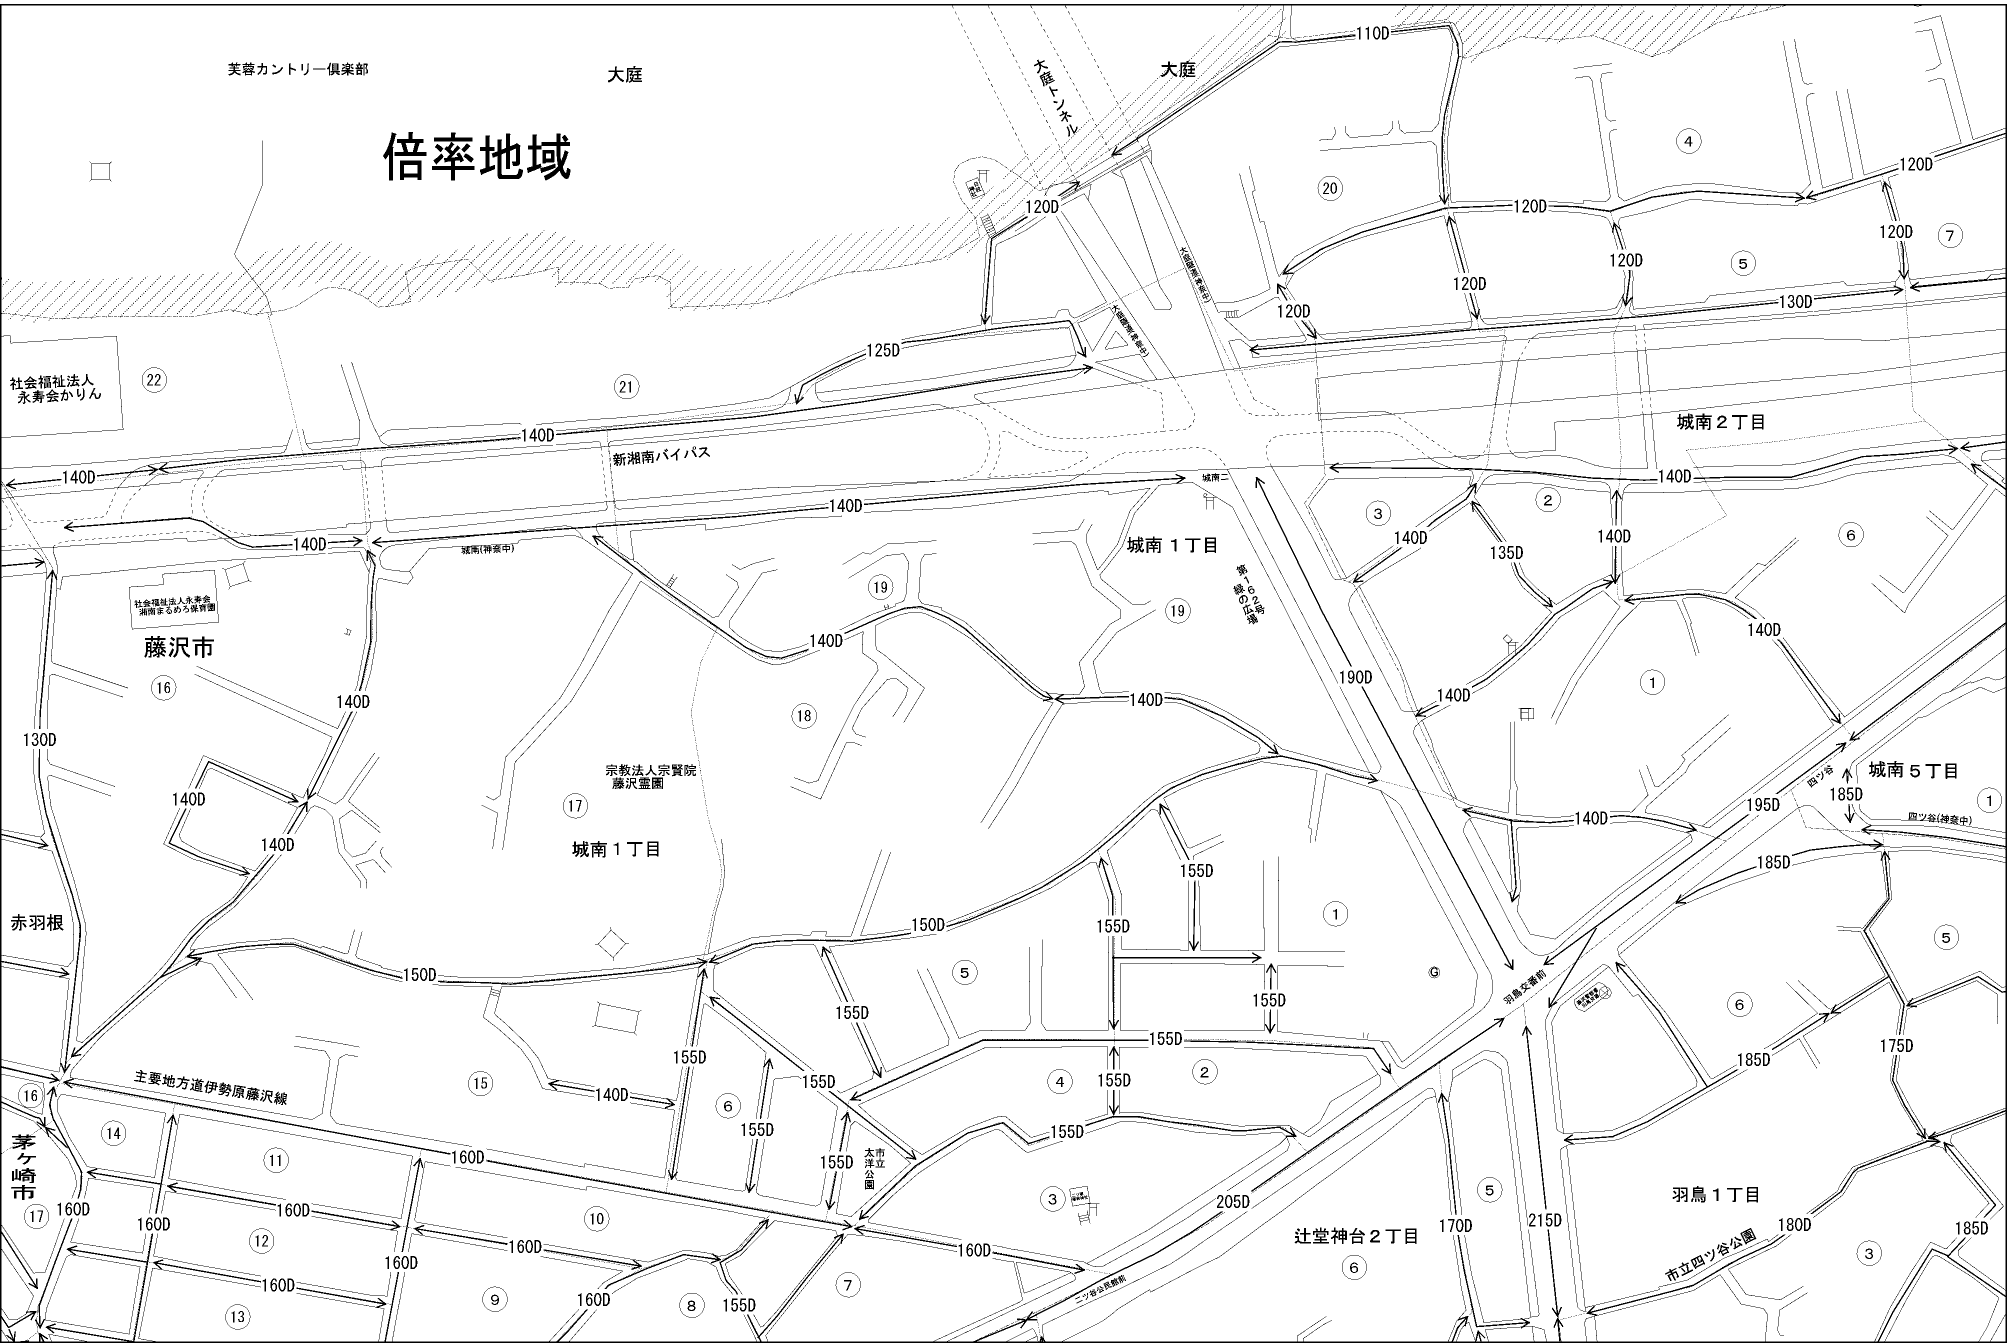 110D
芙蓉カントリー倶楽部
大庭
大庭トンネル
大庭
倍率地域
4
120D
20
120D
120D
120D
7
120D
5
120D
120D
120D
130D
125D
社会福祉法人
永寿会かりん
22
21
城南2丁目
140D
新湘南バイパス
140D
140D
城南一
140D
3
2
140D
城南(神奈中)
140D
140D
135D
140D
6
城南1丁目
19
19
第162号
緑の広場
社会福祉法人永寿会
湘南まるめろ保育園
藤沢市
140D
140D
16
140D
18
140D
190D
140D
1
130D
宗教法人宗賢院
藤沢霊園
17
140D
城南5丁目
四ツ谷
185D
195D
1
四ツ谷(神奈中)
140D
140D
城南1丁目
185D
155D
赤羽根
150D
155D
1
5
150D
5
G
羽鳥交番前
155D
155D
6
155D
155D
175D
185D
主要地方道伊勢原藤沢線
15
140D
155D
6
4
155D
2
16
14
155D
155D
茅ヶ崎市
11
160D
155D
市立
太洋公園
3
5
羽鳥1丁目
17
160D
160D
160D
10
205D
170D
215D
180D
185D
12
160D
160D
160D
辻堂神台2丁目
6
市立四ツ谷公園
3
160D
7
二ツ谷公民館前
13
9
160D
8
155D